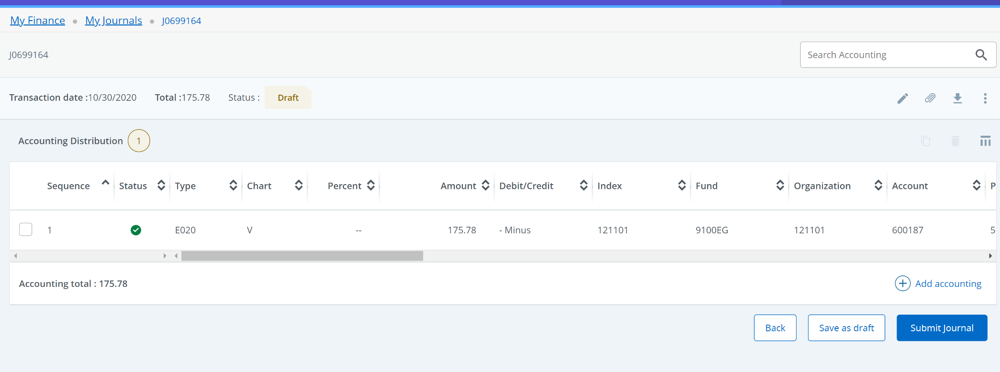 My Finance • My Journals • J0699164
J0699164
Search Accounting
Transaction date :10/30/2020 Total :175.78 Status : Draft
Accounting Distribution 1
Sequence Status Type Chart Percent Amount Debit/Credit Index Fund Organization Account P
1 E020 V -- 175.78 - Minus 121101 9100EG 121101 600187 5
Accounting total : 175.78 Add accounting
Back Save as draft Submit Journal